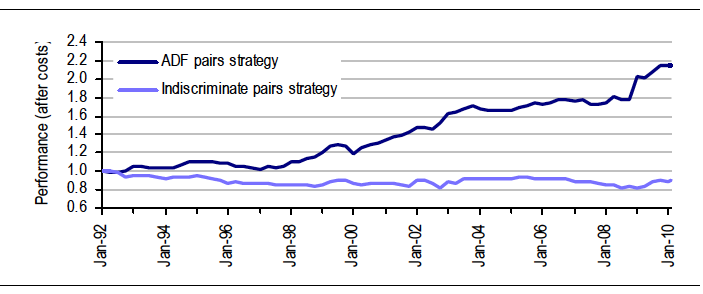 Performance (after costs)
2.4
2.2
2.0
1.8
1.6
1.4
1.2
1.0
0.8
0.6
ADF pairs strategy
Indiscriminate pairs strategy
Jan-92
Jan-94
Jan-96
Jan-98
Jan-00
Jan-02
Jan-04
Jan-06
Jan-08
Jan-10